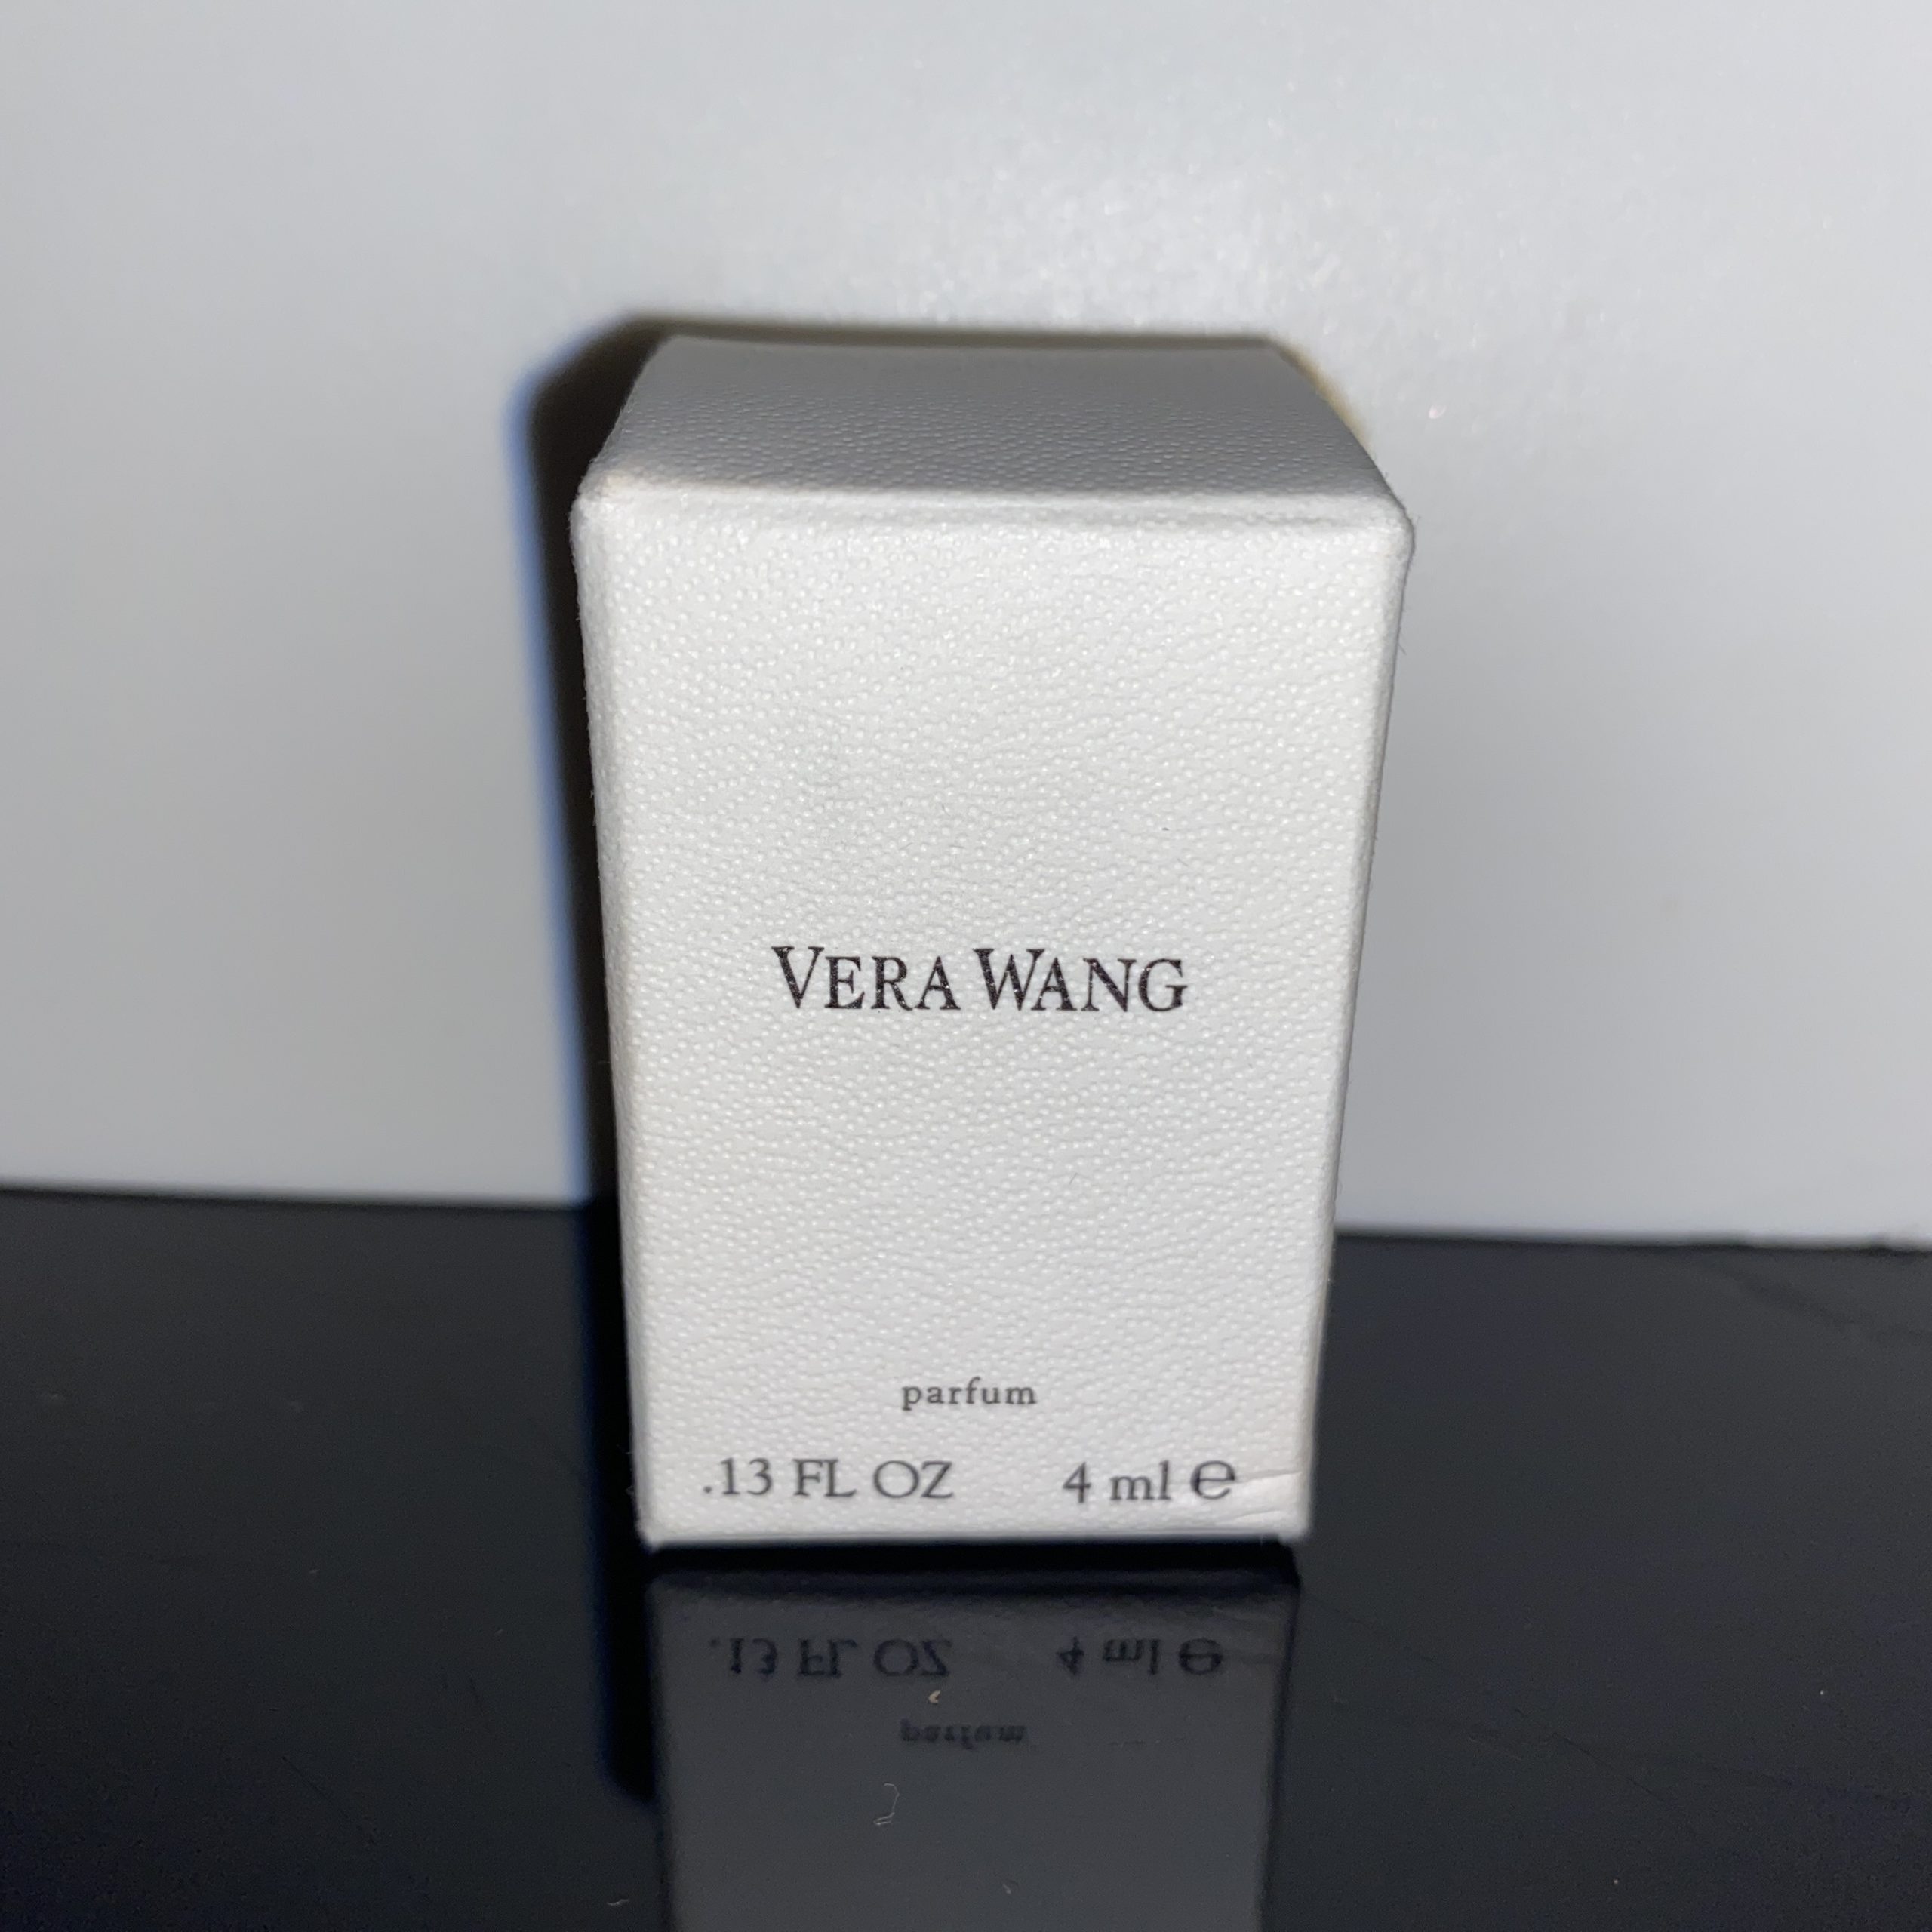 VERA WANG
parfum
.13 FL OZ 4 ml ℮